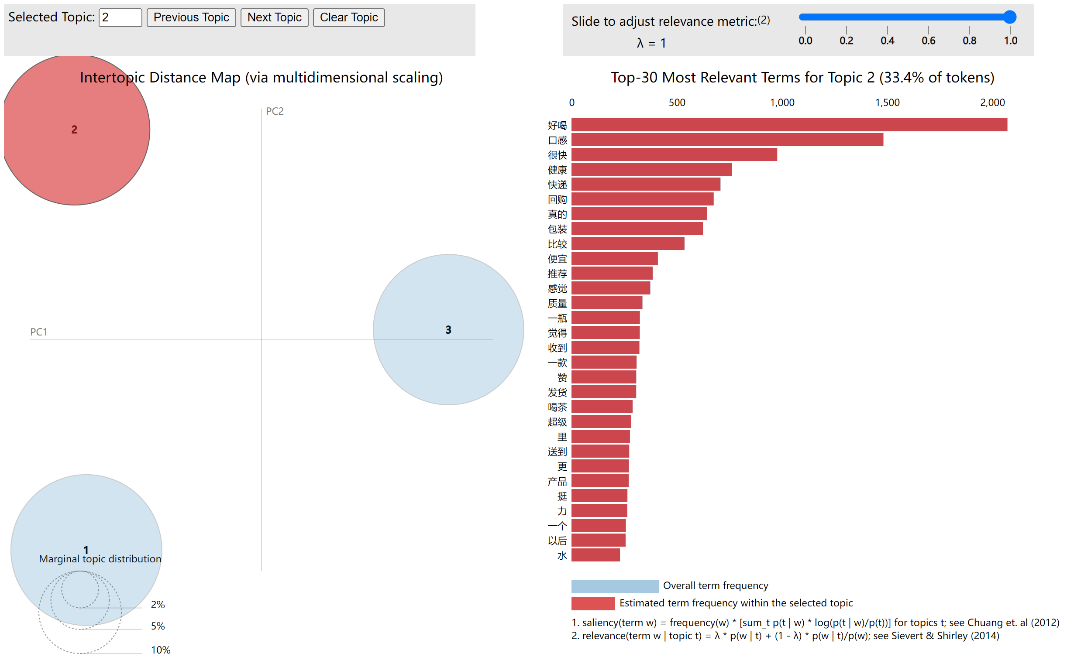 Selected Topic: 2 Previous Topic Next Topic Clear Topic
Slide to adjust relevance metric:(2)
λ = 1
0.0 0.2 0.4 0.6 0.8 1.0
Intertopic Distance Map (via multidimensional scaling)
PC2
PC1
2
3
1
Marginal topic distribution
2%
5%
10%
Top-30 Most Relevant Terms for Topic 2 (33.4% of tokens)
0 500 1,000 1,500 2,000
好喝
口感
很快
健康
快递
回购
真的
包装
比较
便宜
推荐
感觉
质量
一瓶
觉得
收到
一款
赞
发货
喝茶
超级
里
送到
更
产品
挺
力
一个
以后
水
Overall term frequency
Estimated term frequency within the selected topic
1. saliency(term w) = frequency(w) * [sum_t p(t | w) * log(p(t | w)/p(t))] for topics t; see Chuang et. al (2012)
2. relevance(term w | topic t) = λ * p(w | t) + (1 - λ) * p(w | t)/p(w); see Sievert & Shirley (2014)